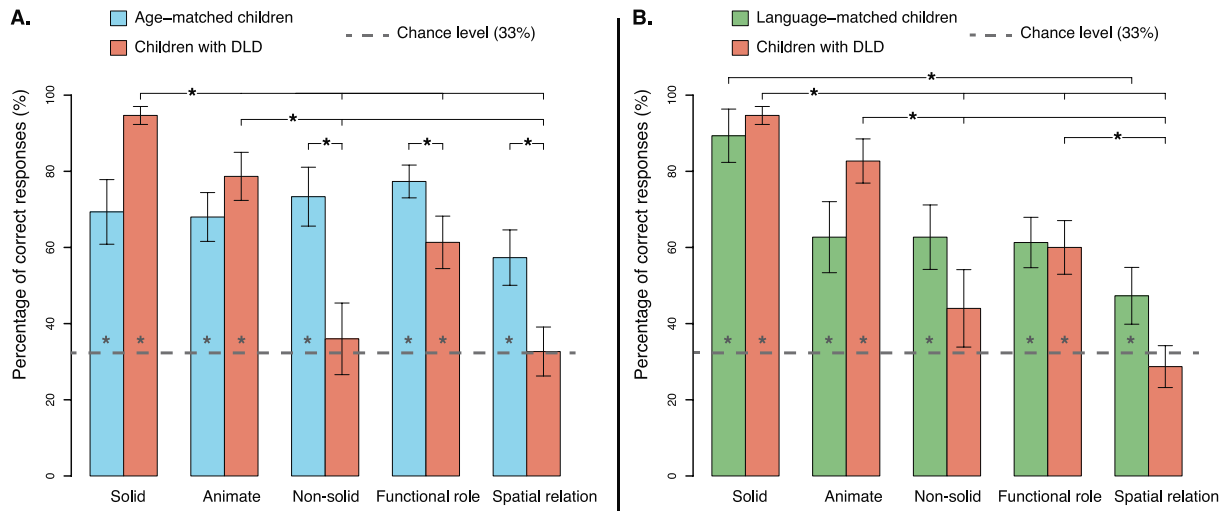 A.
Age−matched children
Children with DLD
Chance level (33%)
Percentage of correct responses (%)
0
20
40
60
80
100
* * * * *
* * * * * * * * *
Solid
Animate
Non-solid
Functional role
Spatial relation
B.
Language−matched children
Children with DLD
Chance level (33%)
Percentage of correct responses (%)
0
20
40
60
80
100
* * * *
* * * * * * * *
Solid
Animate
Non-solid
Functional role
Spatial relation